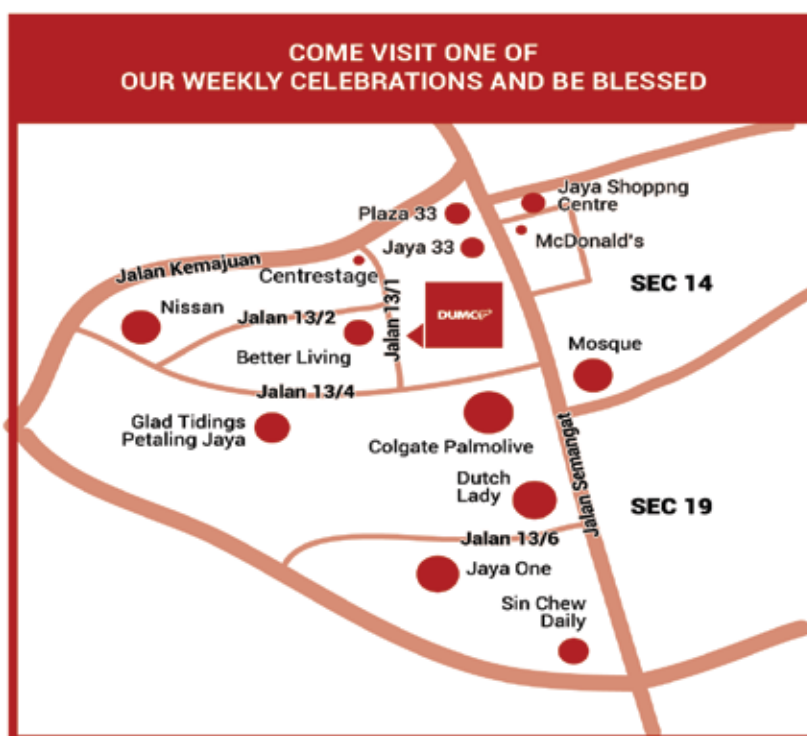 COME VISIT ONE OF
OUR WEEKLY CELEBRATIONS AND BE BLESSED
Jaya Shoppng
Centre
Plaza 33
McDonald's
Jaya 33
Jalan Kemajuan
Centrestage
SEC 14
Nissan
Jalan 13/1
DUMC
Jalan 13/2
Mosque
Better Living
Jalan 13/4
Glad Tidings
Petaling Jaya
Colgate Palmolive
Dutch
Lady
Jalan Semangat
SEC 19
Jalan 13/6
Jaya One
Sin Chew
Daily